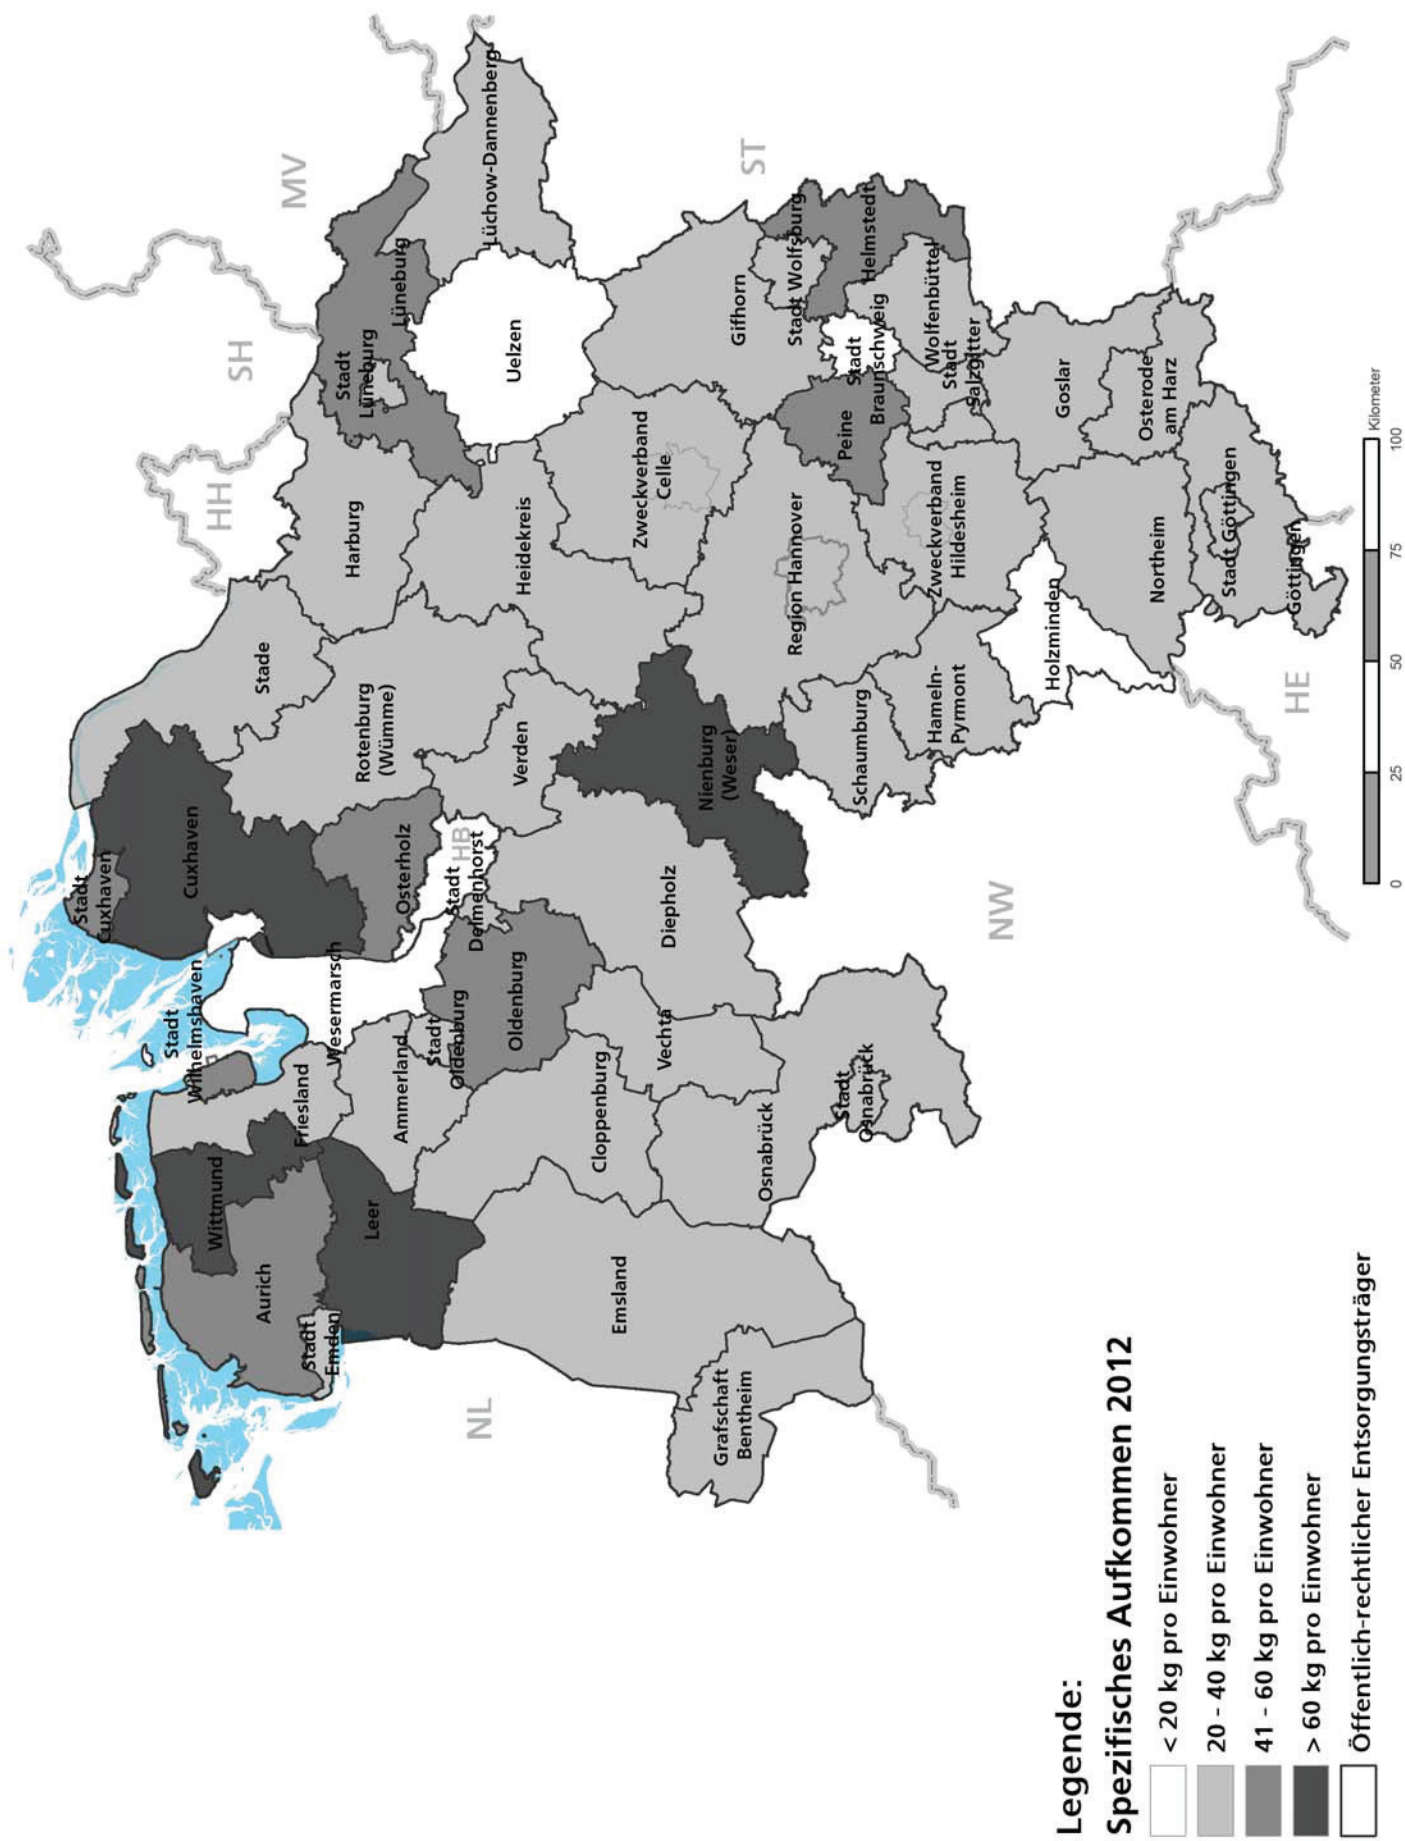 SH
MV
HH
ST
HB
NL
NW
HE
Stadt
Cuxhaven
Cuxhaven
Stade
Stadt
Wilhelmshaven
Wittmund
Aurich
Friesland
Wesermarsch
Stadt
Emden
Leer
Ammerland
Stadt
Oldenburg
Oldenburg
Osterholz
Stadt
Delmenhorst
Rotenburg
(Wümme)
Harburg
Stadt
Lüneburg
Lüneburg
Lüchow-Dannenberg
Uelzen
Heidekreis
Verden
Cloppenburg
Vechta
Diepholz
Emsland
Grafschaft
Bentheim
Osnabrück
Stadt
Osnabrück
Nienburg
(Weser)
Zweckverband
Celle
Gifhorn
Stadt Wolfsburg
Helmstedt
Stadt
Braunschweig
Peine
Region Hannover
Schaumburg
Hameln-
Pyrmont
Zweckverband
Hildesheim
Wolfenbüttel
Stadt
Salzgitter
Holzminden
Goslar
Osterode
am Harz
Northeim
Stadt Göttingen
Göttingen
0
25
50
75
100
Kilometer
Legende:
Spezifisches Aufkommen 2012
< 20 kg pro Einwohner
20 - 40 kg pro Einwohner
41 - 60 kg pro Einwohner
> 60 kg pro Einwohner
Öffentlich-rechtlicher Entsorgungsträger